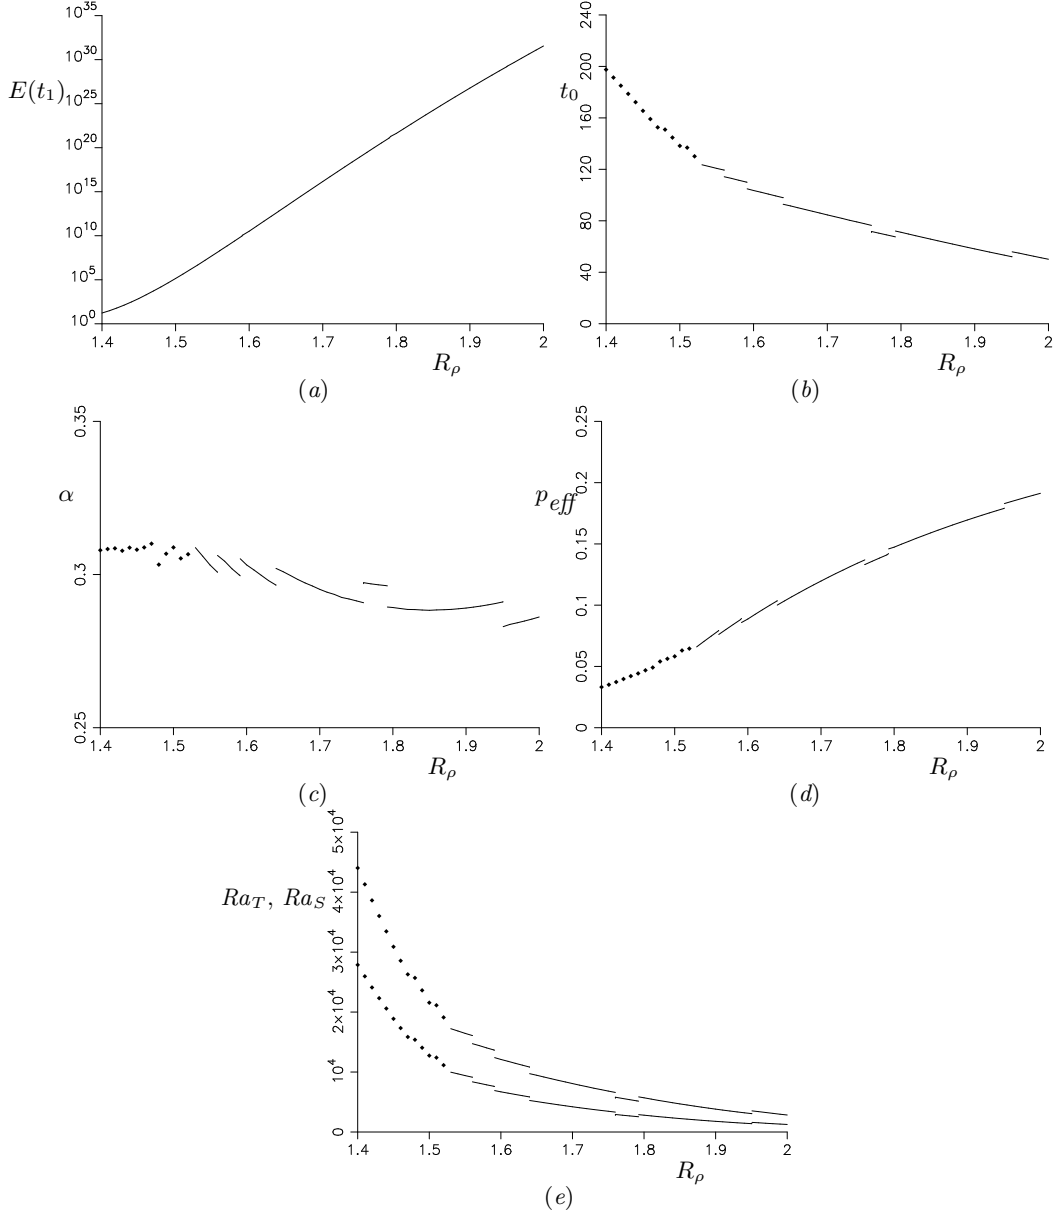 10^35
10^30
10^25
10^20
10^15
10^10
10^5
10^0
E(t_1)
1.4 1.5 1.6 1.7 1.8 1.9 2
R_ρ
(a)
240
200
160
120
80
40
0
t_0
1.4 1.5 1.6 1.7 1.8 1.9 2
R_ρ
(b)
0.35
0.3
0.25
α
1.4 1.5 1.6 1.7 1.8 1.9 2
R_ρ
(c)
0.25
0.2
0.15
0.1
0.05
0
p_eff
1.4 1.5 1.6 1.7 1.8 1.9 2
R_ρ
(d)
5×10^4
4×10^4
3×10^4
2×10^4
10^4
0
Ra_T, Ra_S
1.4 1.5 1.6 1.7 1.8 1.9 2
R_ρ
(e)